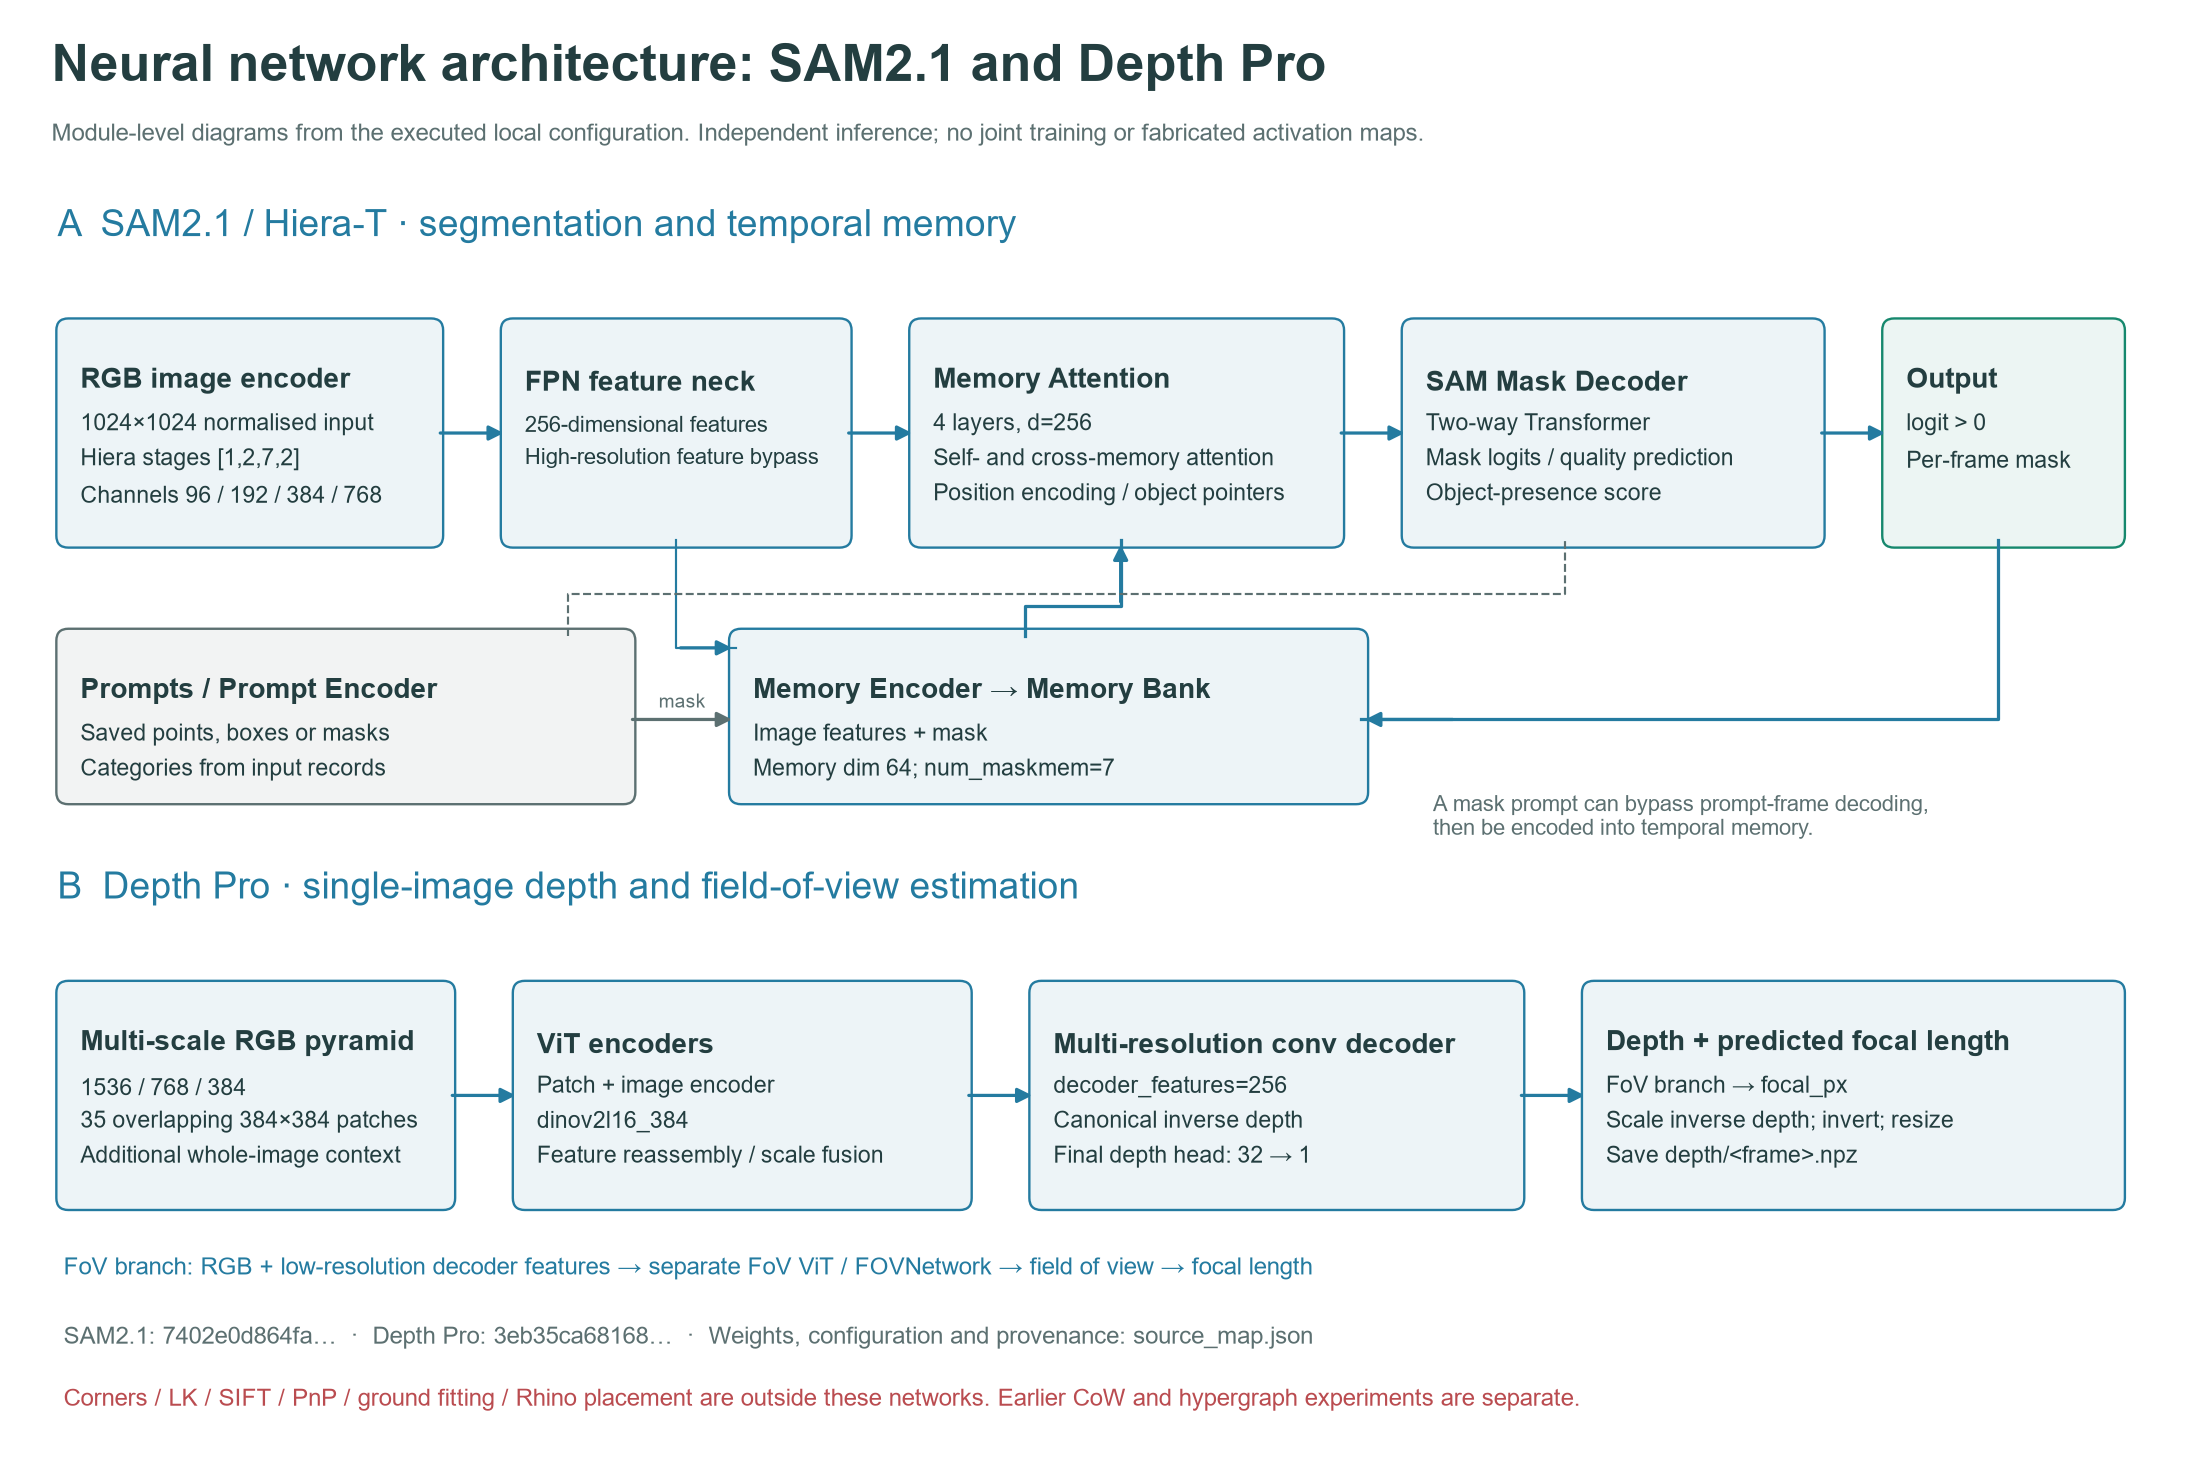 Neural network architecture: SAM2.1 and Depth Pro
Module-level diagrams from the executed local configuration. Independent inference; no joint training or fabricated activation maps.
A SAM2.1 / Hiera-T · segmentation and temporal memory
RGB image encoder
1024×1024 normalised input
Hiera stages [1,2,7,2]
Channels 96 / 192 / 384 / 768
FPN feature neck
256-dimensional features
High-resolution feature bypass
Memory Attention
4 layers, d=256
Self- and cross-memory attention
Position encoding / object pointers
SAM Mask Decoder
Two-way Transformer
Mask logits / quality prediction
Object-presence score
Output
logit > 0
Per-frame mask
Prompts / Prompt Encoder
Saved points, boxes or masks
Categories from input records
mask
Memory Encoder → Memory Bank
Image features + mask
Memory dim 64; num_maskmem=7
A mask prompt can bypass prompt-frame decoding,
then be encoded into temporal memory.
B Depth Pro · single-image depth and field-of-view estimation
Multi-scale RGB pyramid
1536 / 768 / 384
35 overlapping 384×384 patches
Additional whole-image context
ViT encoders
Patch + image encoder
dinov2l16_384
Feature reassembly / scale fusion
Multi-resolution conv decoder
decoder_features=256
Canonical inverse depth
Final depth head: 32 → 1
Depth + predicted focal length
FoV branch → focal_px
Scale inverse depth; invert; resize
Save depth/<frame>.npz
FoV branch: RGB + low-resolution decoder features → separate FoV ViT / FOVNetwork → field of view → focal length
SAM2.1: 7402e0d864fa… · Depth Pro: 3eb35ca68168… · Weights, configuration and provenance: source_map.json
Corners / LK / SIFT / PnP / ground fitting / Rhino placement are outside these networks. Earlier CoW and hypergraph experiments are separate.